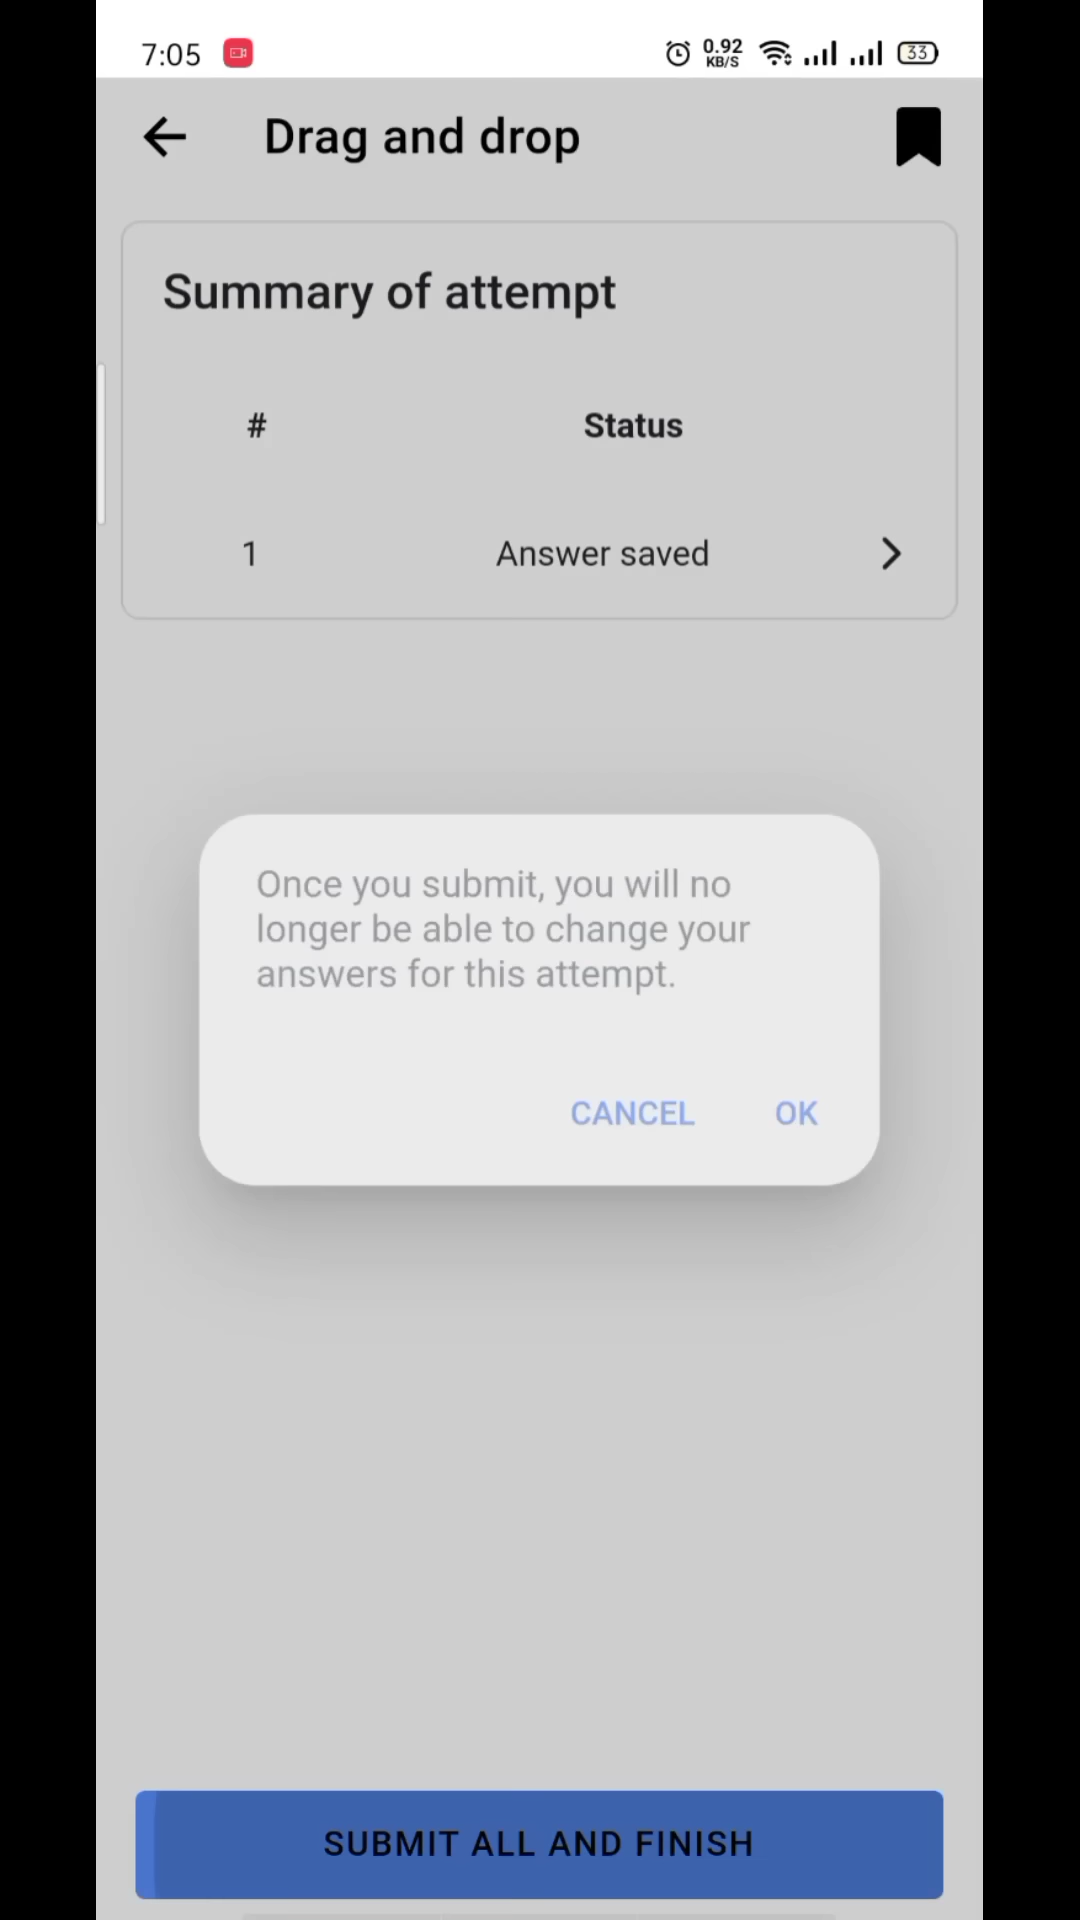 7:05
0.92
KB/S
33
Drag and drop
Summary of attempt
# Status
1 Answer saved
Once you submit, you will no
longer be able to change your
answers for this attempt.
CANCEL OK
SUBMIT ALL AND FINISH